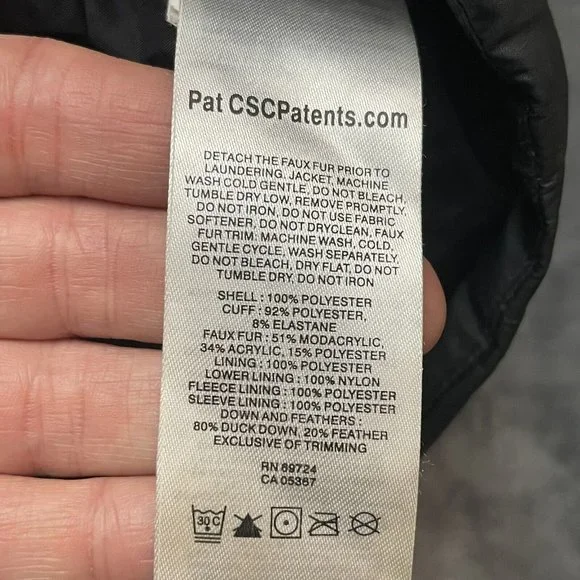 Pat CSCPatents.com
DETACH THE FAUX FUR PRIOR TO
LAUNDERING. JACKET, MACHINE
WASH COLD GENTLE, DO NOT BLEACH,
TUMBLE DRY LOW, REMOVE PROMPTLY,
DO NOT IRON, DO NOT USE FABRIC
SOFTENER, DO NOT DRYCLEAN, FAUX
FUR TRIM: MACHINE WASH, COLD,
GENTLE CYCLE, WASH SEPARATELY,
DO NOT BLEACH, DRY FLAT, DO NOT
TUMBLE DRY, DO NOT IRON
SHELL : 100% POLYESTER
CUFF : 92% POLYESTER,
8% ELASTANE
FAUX FUR : 51% MODACRYLIC,
34% ACRYLIC, 15% POLYESTER
LINING : 100% POLYESTER
LOWER LINING : 100% NYLON
FLEECE LINING : 100% POLYESTER
SLEEVE LINING : 100% POLYESTER
DOWN AND FEATHERS :
80% DUCK DOWN, 20% FEATHER
EXCLUSIVE OF TRIMMING
RN 89724
CA 05367
30 C